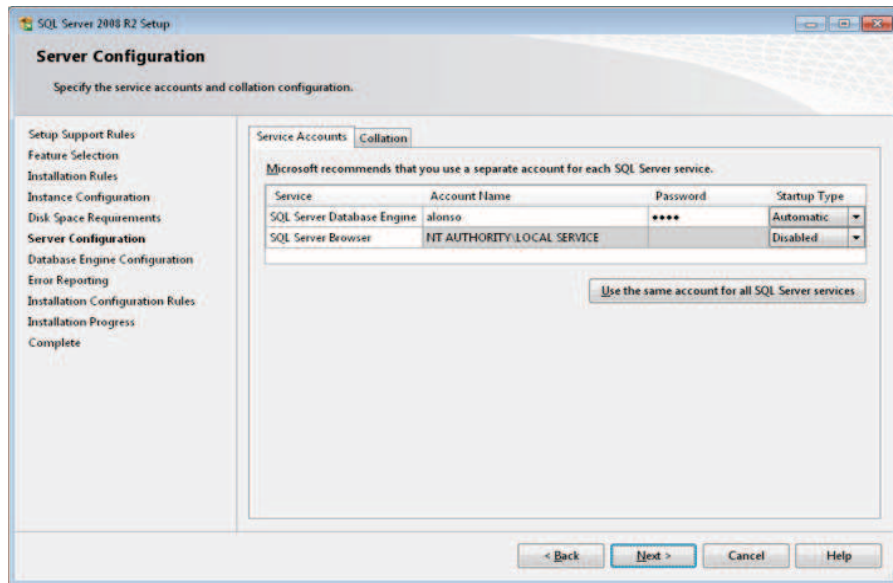 SQL Server 2008 R2 Setup
Server Configuration
Specify the service accounts and collation configuration.
Setup Support Rules
Feature Selection
Installation Rules
Instance Configuration
Disk Space Requirements
Server Configuration
Database Engine Configuration
Error Reporting
Installation Configuration Rules
Installation Progress
Complete
Service Accounts Collation
Microsoft recommends that you use a separate account for each SQL Server service.
Service Account Name Password Startup Type
SQL Server Database Engine alonso •••• Automatic
SQL Server Browser NT AUTHORITY\LOCAL SERVICE Disabled
Use the same account for all SQL Server services
< Back Next > Cancel Help